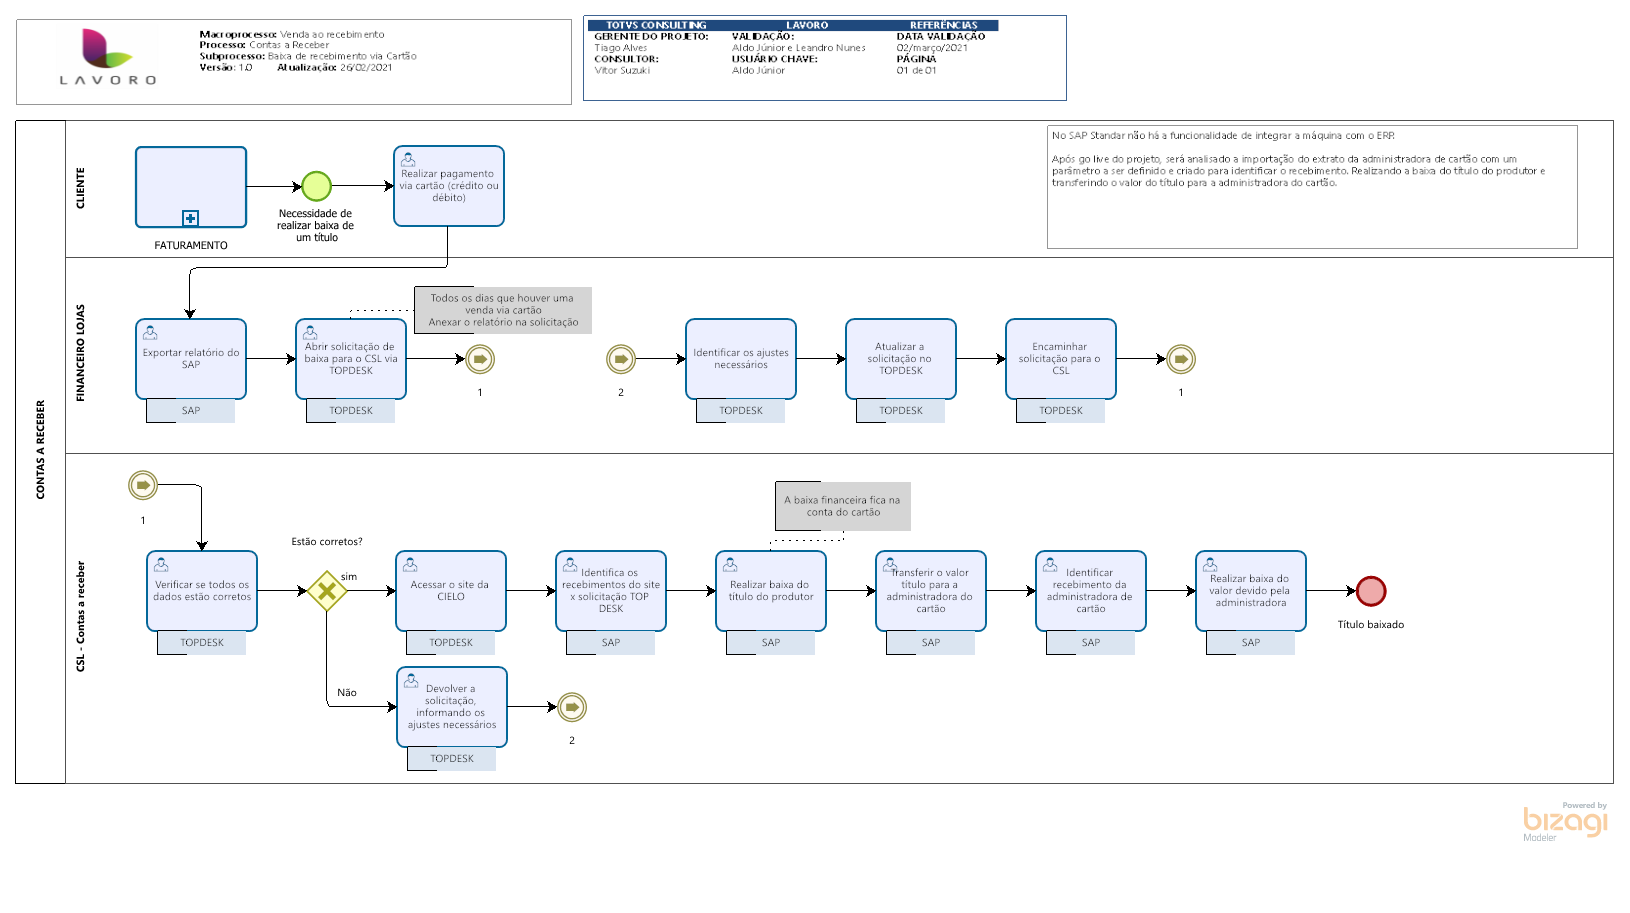 LAVORO
Macroprocesso: Venda ao recebimento
Processo: Contas a Receber
Subprocesso: Baixa de recebimento via Cartão
Versão: 1.0 Atualização: 26/02/2021
TOTVS CONSULTING LAVORO REFERÊNCIAS
GERENTE DO PROJETO: VALIDAÇÃO: DATA VALIDAÇÃO
Tiago Alves Aldo Júnior e Leandro Nunes 02/março/2021
CONSULTOR: USUÁRIO CHAVE: PÁGINA
Vitor Suzuki Aldo Júnior 01 de 01
CONTAS A RECEBER
CLIENTE
FATURAMENTO
Necessidade de
realizar baixa de
um título
Realizar pagamento
via cartão (crédito ou
débito)
No SAP Standar não há a funcionalidade de integrar a máquina com o ERP.
Após go live do projeto, será analisado a importação do extrato da administradora de cartão com um
parâmetro a ser definido e criado para identificar o recebimento. Realizando a baixa do título do produtor e
transferindo o valor do título para a administradora do cartão.
FINANCEIRO LOJAS
Exportar relatório do
SAP
SAP
Abrir solicitação de
baixa para o CSL via
TOPDESK
TOPDESK
Todos os dias que houver uma
venda via cartão
Anexar o relatório na solicitação
1
2
Identificar os ajustes
necessários
TOPDESK
Atualizar a
solicitação no
TOPDESK
TOPDESK
Encaminhar
solicitação para o
CSL
TOPDESK
1
CSL - Contas a receber
1
Verificar se todos os
dados estão corretos
TOPDESK
Estão corretos?
sim
Não
Acessar o site da
CIELO
TOPDESK
Identifica os
recebimentos do site
x solicitação TOP
DESK
SAP
A baixa financeira fica na
conta do cartão
Realizar baixa do
título do produtor
SAP
Transferir o valor
título para a
administradora do
cartão
SAP
Identificar
recebimento da
administradora de
cartão
SAP
Realizar baixa do
valor devido pela
administradora
SAP
Título baixado
Devolver a
solicitação,
informando os
ajustes necessários
TOPDESK
2
Powered by
bizagi
Modeler